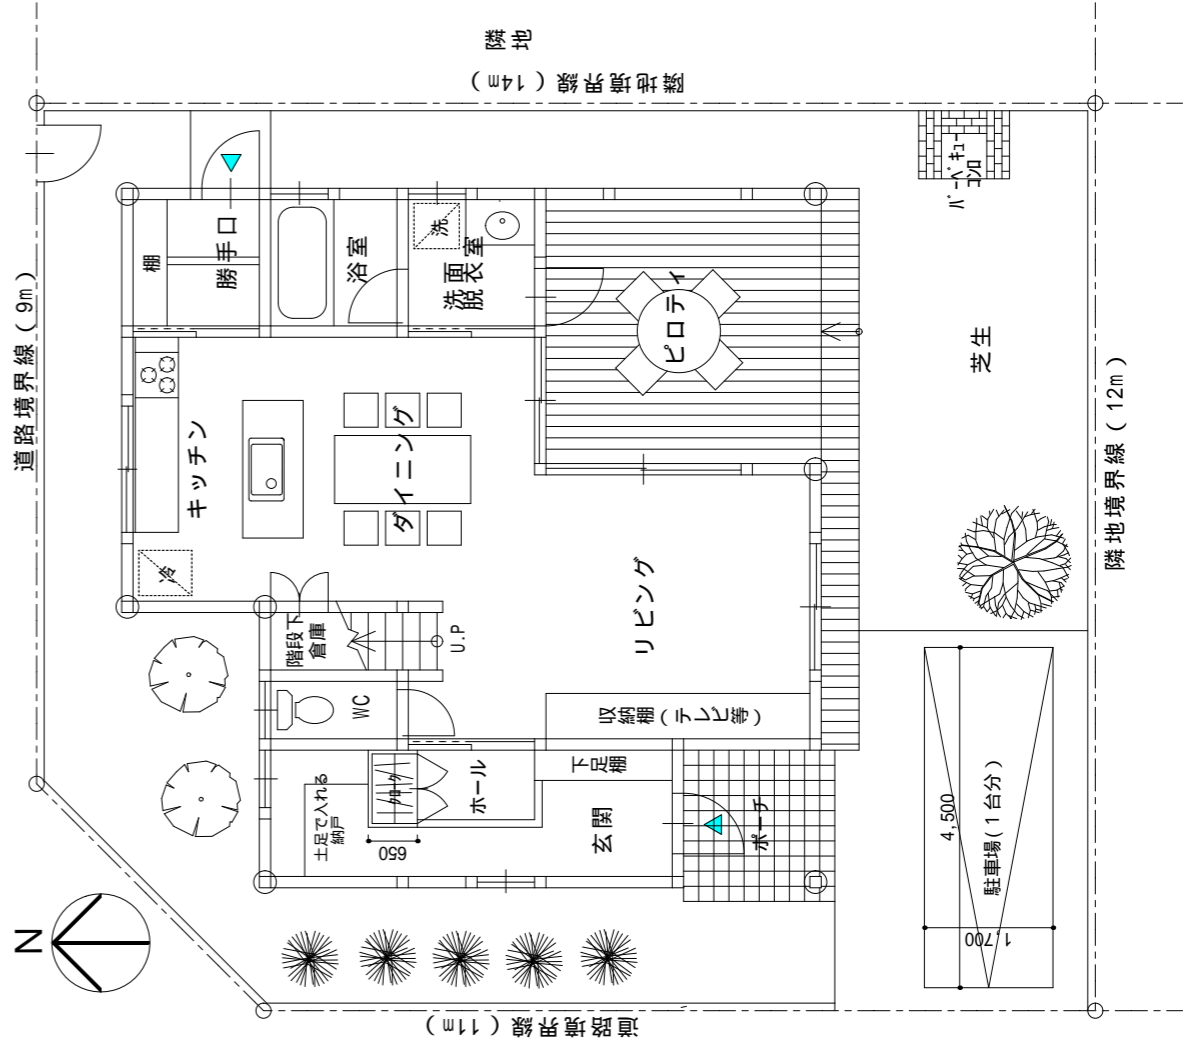 隣地
隣地境界線(14m)
道路境界線(9m)
バーベキュー
コンロ
棚
勝手口
浴室
洗
洗面
脱衣室
ピロティ
芝生
キッチン
ダイニング
冷
隣地境界線(12m)
リビング
階段下
倉庫
U.P
WC
収納棚(テレビ等)
土足で入れる
納戸
クローク
ホール
下足棚
650
玄関
ポーチ
4,500
駐車場(1台分)
1,700
N
道路境界線(11m)